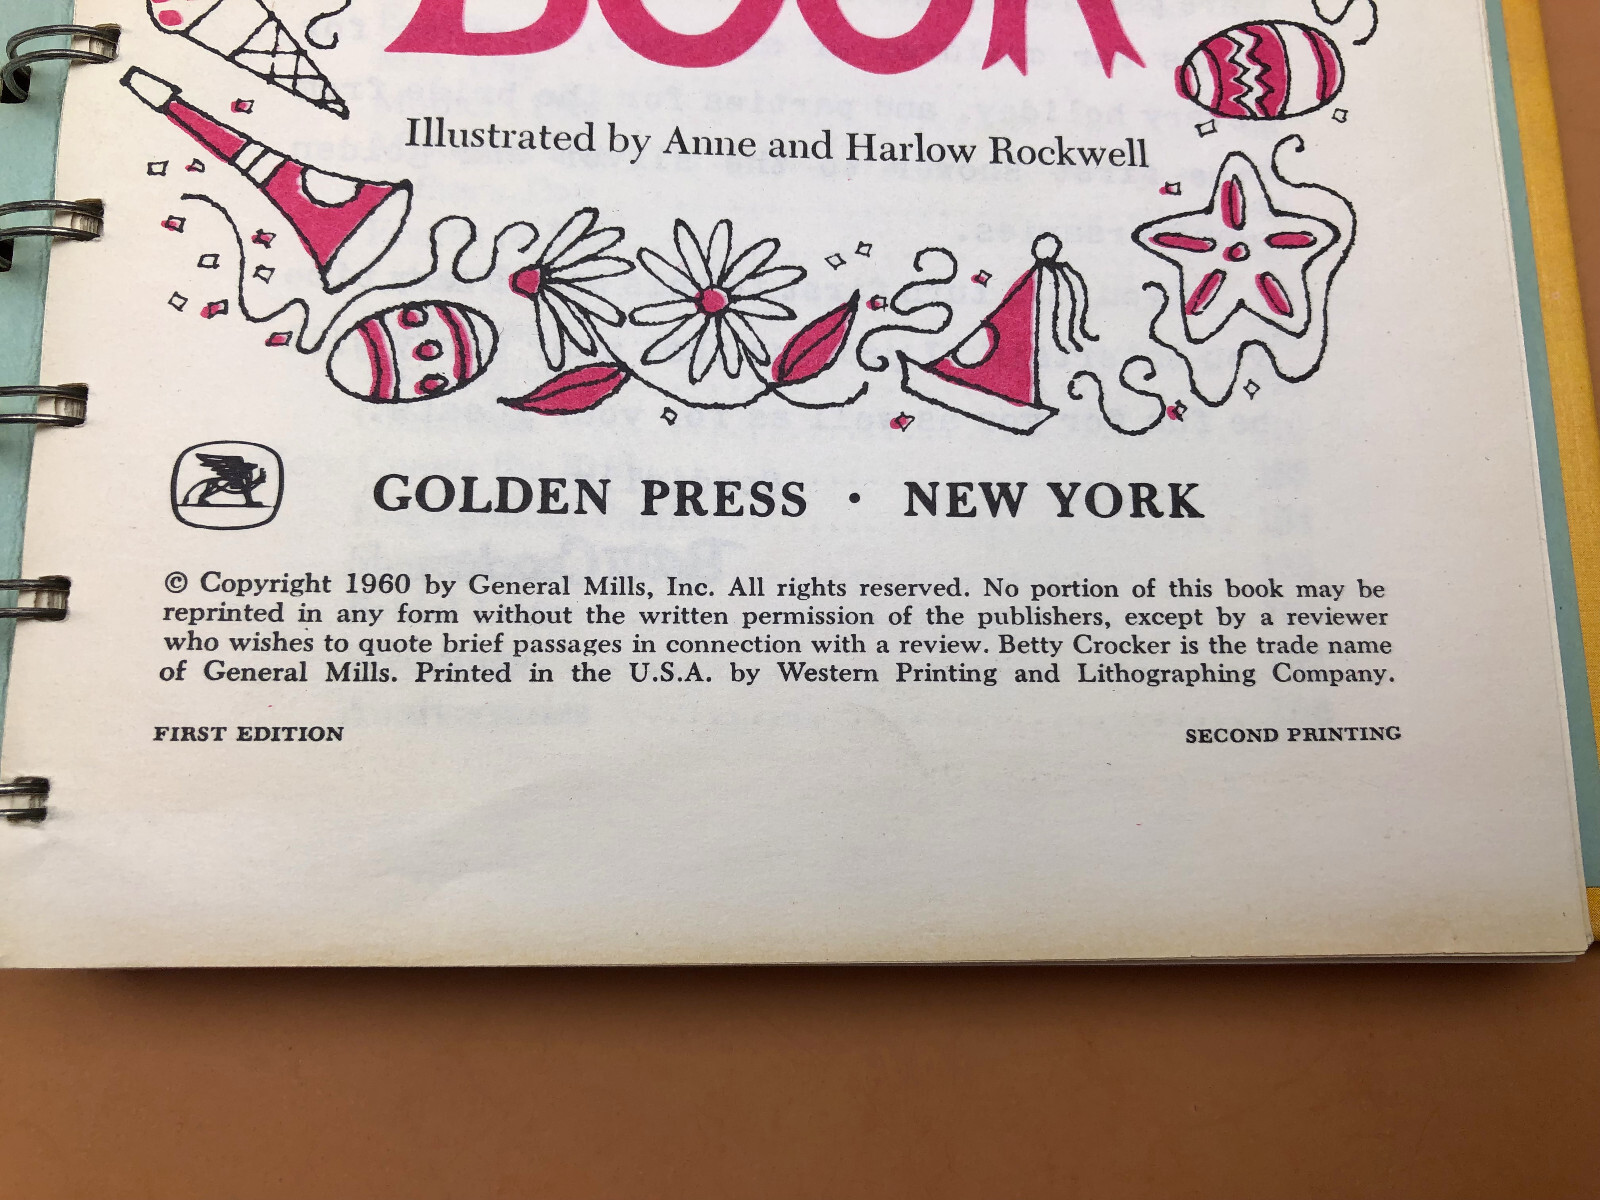 BOOK
Illustrated by Anne and Harlow Rockwell
GOLDEN PRESS • NEW YORK
© Copyright 1960 by General Mills, Inc. All rights reserved. No portion of this book may be
reprinted in any form without the written permission of the publishers, except by a reviewer
who wishes to quote brief passages in connection with a review. Betty Crocker is the trade name
of General Mills. Printed in the U.S.A. by Western Printing and Lithographing Company.
FIRST EDITION
SECOND PRINTING